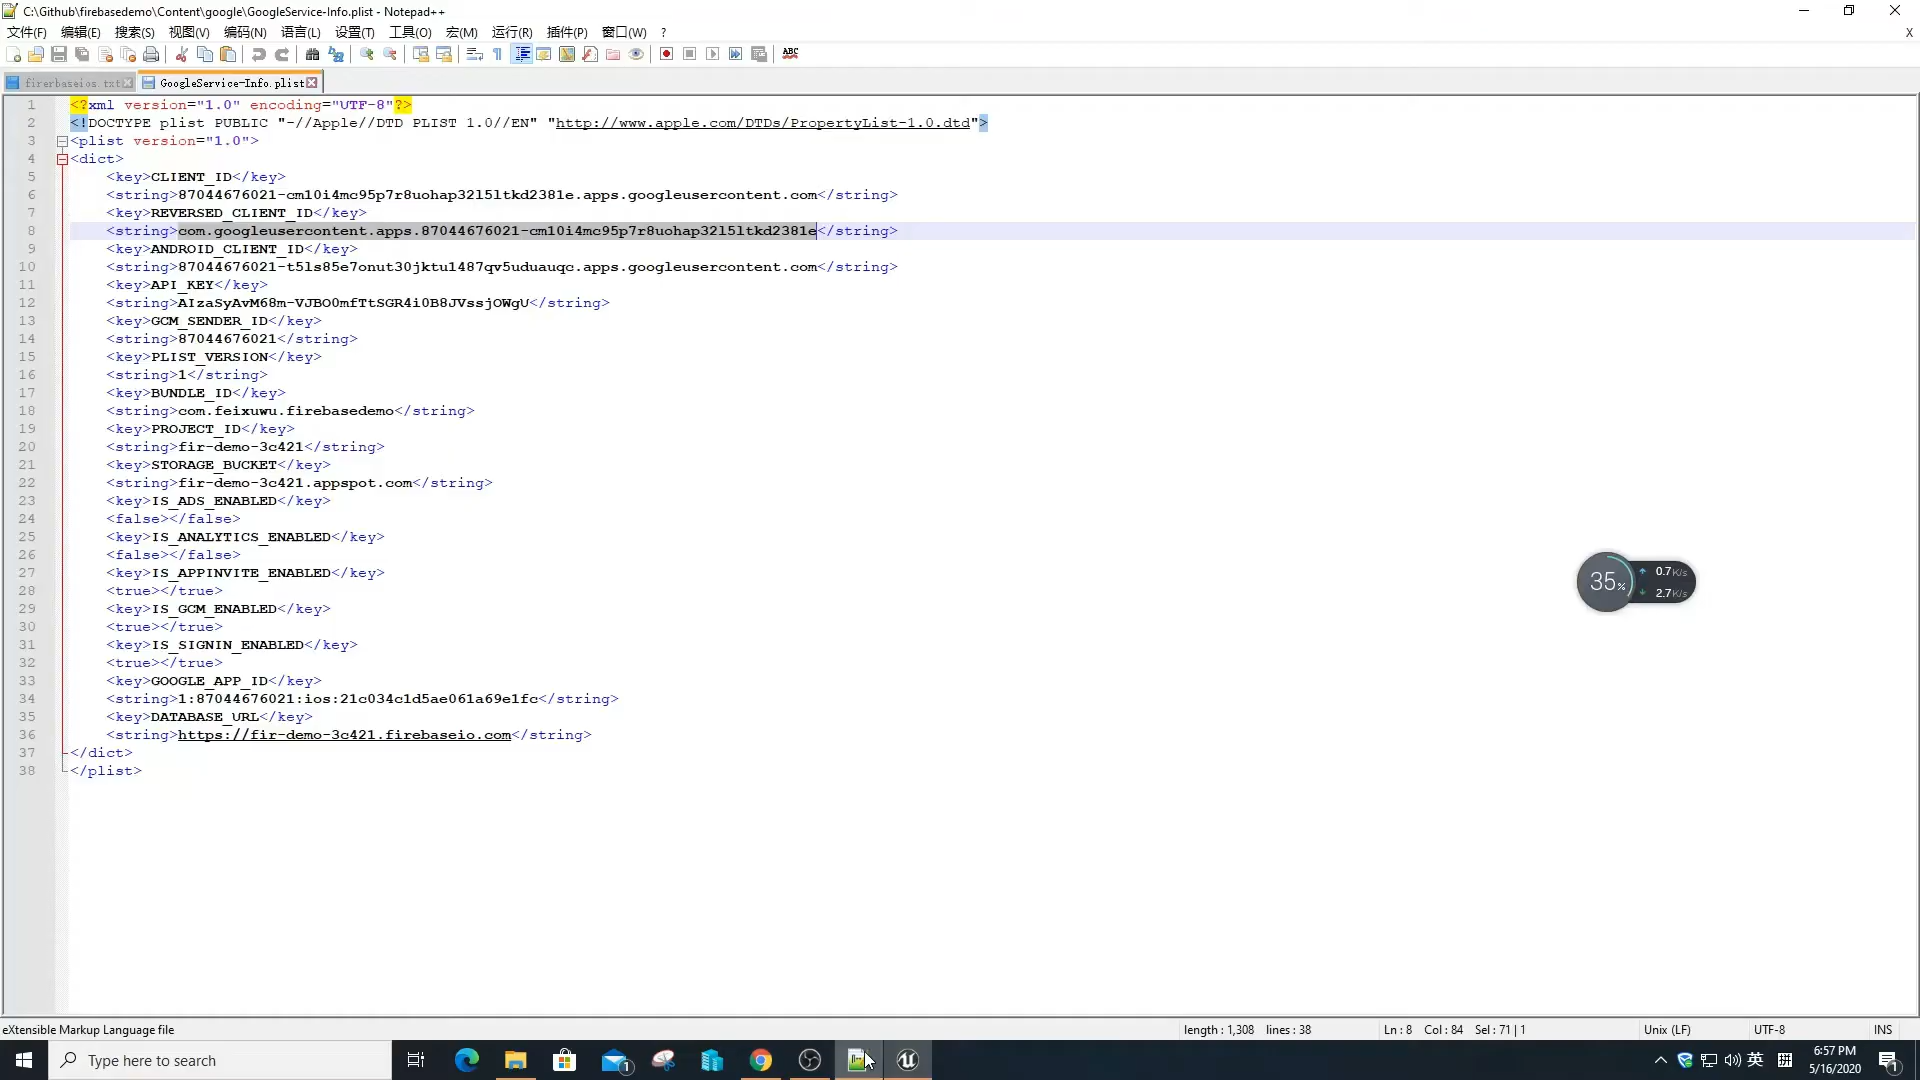 C:\Github\firebasedemo\Content\google\GoogleService-Info.plist - Notepad++
文件(F) 编辑(E) 搜索(S) 视图(V) 编码(N) 语言(L) 设置(T) 工具(O) 宏(M) 运行(R) 插件(P) 窗口(W) ? X
firerbaseios.txt GoogleService-Info.plist
1 <?xml version="1.0" encoding="UTF-8"?>
2 <!DOCTYPE plist PUBLIC "-//Apple//DTD PLIST 1.0//EN" "http://www.apple.com/DTDs/PropertyList-1.0.dtd">
3 <plist version="1.0">
4 <dict>
5 <key>CLIENT_ID</key>
6 <string>87044676021-cm10i4mc95p7r8uohap32l5ltkd2381e.apps.googleusercontent.com</string>
7 <key>REVERSED_CLIENT_ID</key>
8 <string>com.googleusercontent.apps.87044676021-cm10i4mc95p7r8uohap32l5ltkd2381e</string>
9 <key>ANDROID_CLIENT_ID</key>
10 <string>87044676021-t5ls85e7onut30jktu1487qv5uduauqc.apps.googleusercontent.com</string>
11 <key>API_KEY</key>
12 <string>AIzaSyAvM68m-VJBO0mfTtSGR4i0B8JVssjOWqU</string>
13 <key>GCM_SENDER_ID</key>
14 <string>87044676021</string>
15 <key>PLIST_VERSION</key>
16 <string>1</string>
17 <key>BUNDLE_ID</key>
18 <string>com.feixuwu.firebasedemo</string>
19 <key>PROJECT_ID</key>
20 <string>fir-demo-3c421</string>
21 <key>STORAGE_BUCKET</key>
22 <string>fir-demo-3c421.appspot.com</string>
23 <key>IS_ADS_ENABLED</key>
24 <false></false>
25 <key>IS_ANALYTICS_ENABLED</key>
26 <false></false>
27 <key>IS_APPINVITE_ENABLED</key>
28 <true></true>
29 <key>IS_GCM_ENABLED</key>
30 <true></true>
31 <key>IS_SIGNIN_ENABLED</key>
32 <true></true>
33 <key>GOOGLE_APP_ID</key>
34 <string>1:87044676021:ios:21c034c1d5ae061a69e1fc</string>
35 <key>DATABASE_URL</key>
36 <string>https://fir-demo-3c421.firebaseio.com</string>
37 </dict>
38 </plist>
35% 0.7K/s
2.7K/s
eXtensible Markup Language file length : 1,308 lines : 38 Ln : 8 Col : 84 Sel : 71 | 1 Unix (LF) UTF-8 INS
Type here to search 1 英 拼 6:57 PM 1
5/16/2020